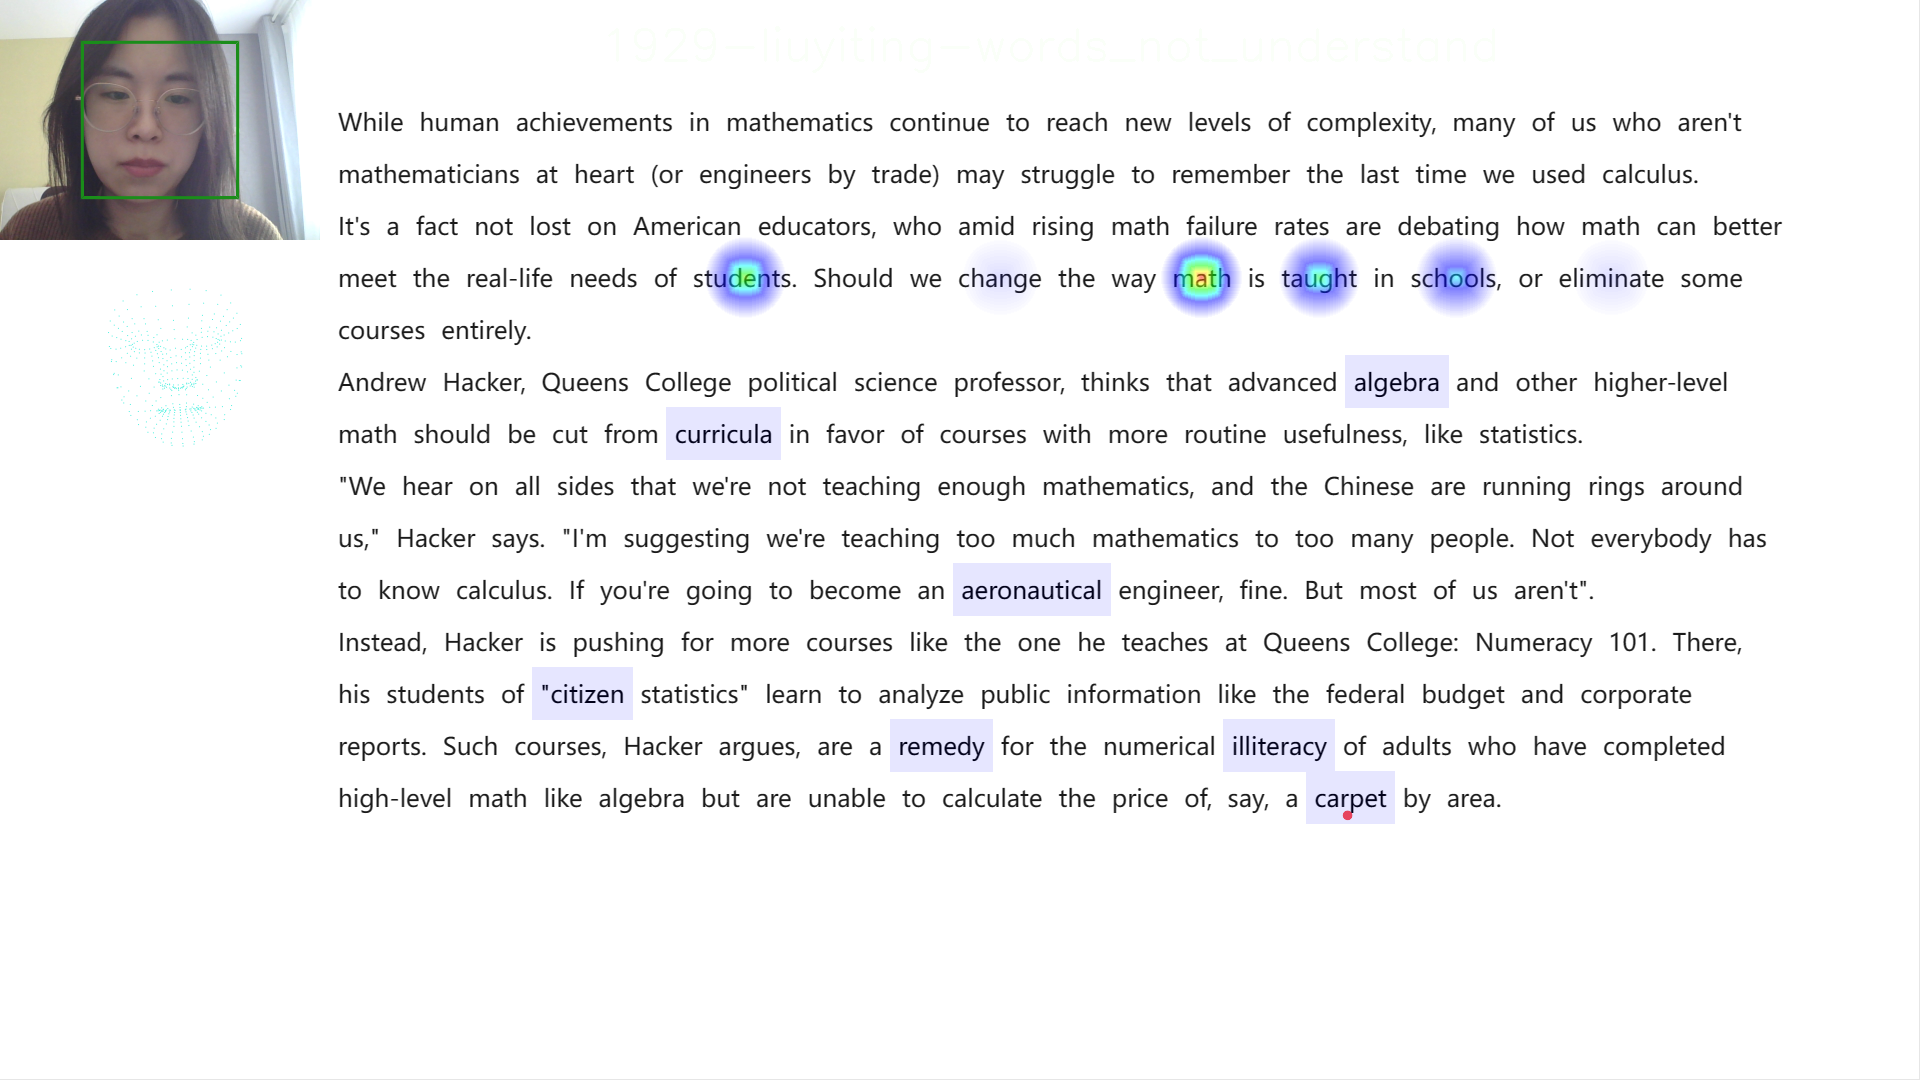 1929-liuyiting-words_not_understand
While human achievements in mathematics continue to reach new levels of complexity, many of us who aren't
mathematicians at heart (or engineers by trade) may struggle to remember the last time we used calculus.
It's a fact not lost on American educators, who amid rising math failure rates are debating how math can better
meet the real-life needs of students. Should we change the way math is taught in schools, or eliminate some
courses entirely.
Andrew Hacker, Queens College political science professor, thinks that advanced algebra and other higher-level
math should be cut from curricula in favor of courses with more routine usefulness, like statistics.
"We hear on all sides that we're not teaching enough mathematics, and the Chinese are running rings around
us," Hacker says. "I'm suggesting we're teaching too much mathematics to too many people. Not everybody has
to know calculus. If you're going to become an aeronautical engineer, fine. But most of us aren't".
Instead, Hacker is pushing for more courses like the one he teaches at Queens College: Numeracy 101. There,
his students of "citizen statistics" learn to analyze public information like the federal budget and corporate
reports. Such courses, Hacker argues, are a remedy for the numerical illiteracy of adults who have completed
high-level math like algebra but are unable to calculate the price of, say, a carpet by area.